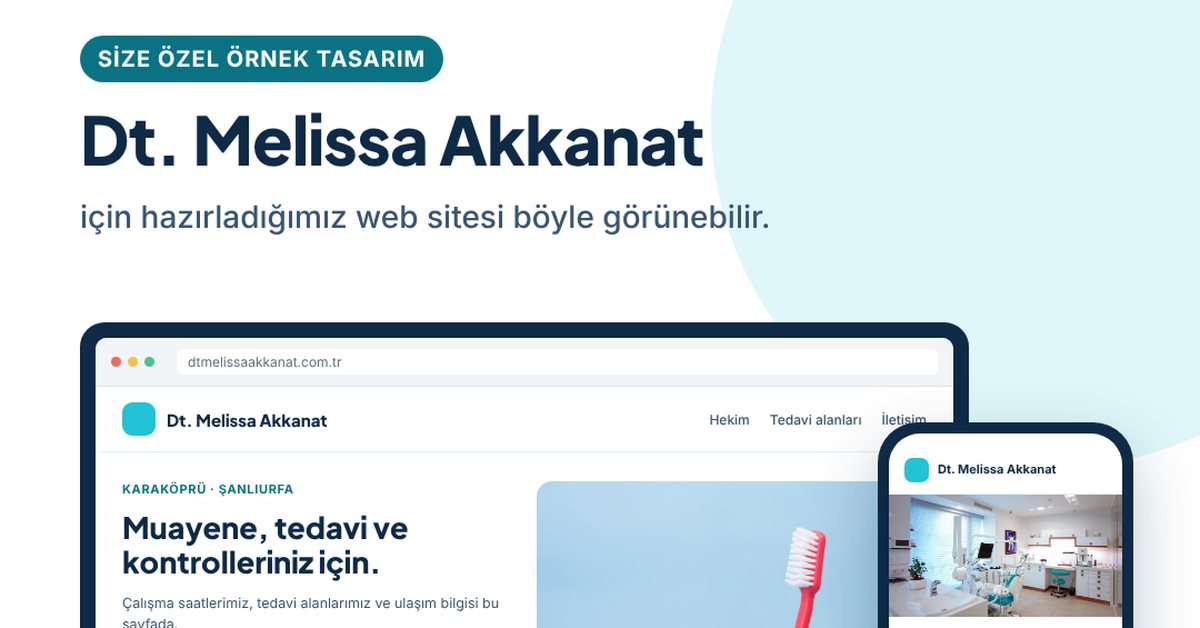 SİZE ÖZEL ÖRNEK TASARIM
Dt. Melissa Akkanat
için hazırladığımız web sitesi böyle görünebilir.
dtmelissaakkanat.com.tr
Dt. Melissa Akkanat
Hekim
Tedavi alanları
İletişim
Dt. Melissa Akkanat
KARAKÖPRÜ · ŞANLIURFA
Muayene, tedavi ve
kontrolleriniz için.
Çalışma saatlerimiz, tedavi alanlarımız ve ulaşım bilgisi bu
sayfada.